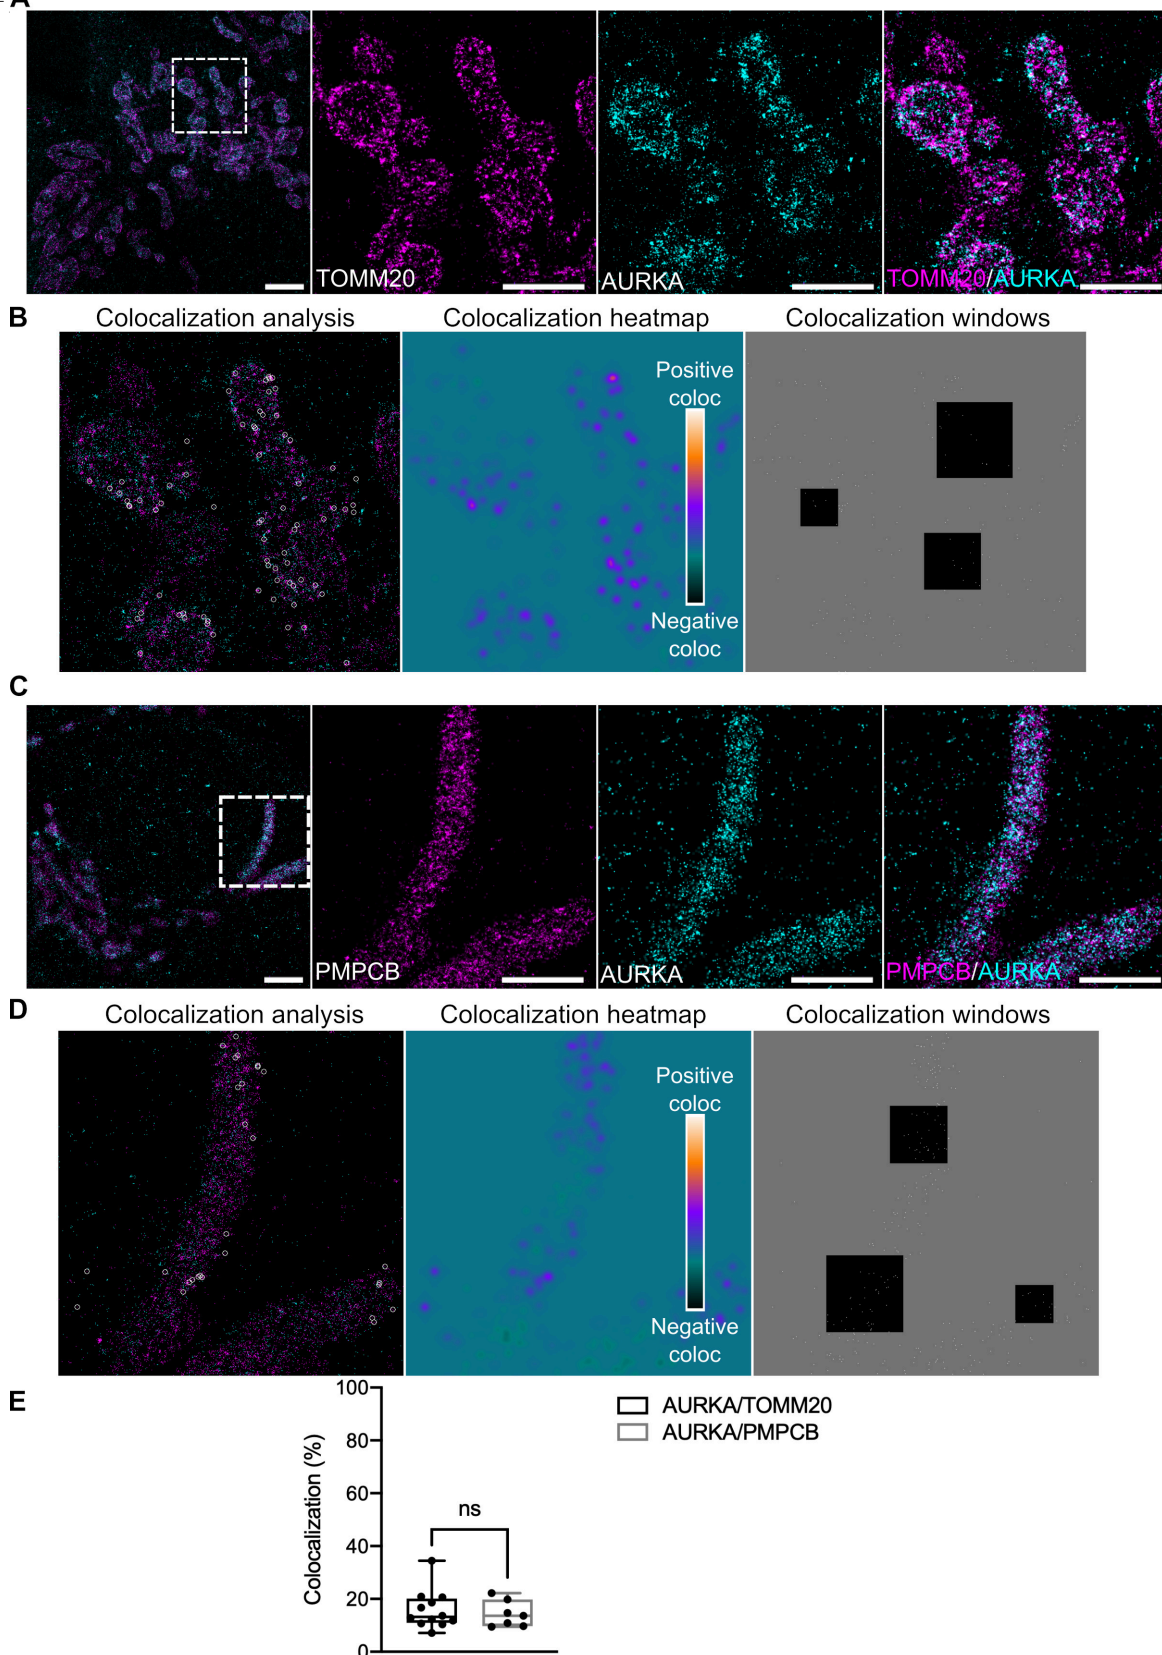 A
TOMM20
AURKA
TOMM20/AURKA
B
Colocalization analysis
Colocalization heatmap
Colocalization windows
Positive
coloc
Negative
coloc
C
PMPCB
AURKA
PMPCB/AURKA
D
Colocalization analysis
Colocalization heatmap
Colocalization windows
Positive
coloc
Negative
coloc
E
Colocalization (%)
100
80
60
40
20
0
ns
AURKA/TOMM20
AURKA/PMPCB